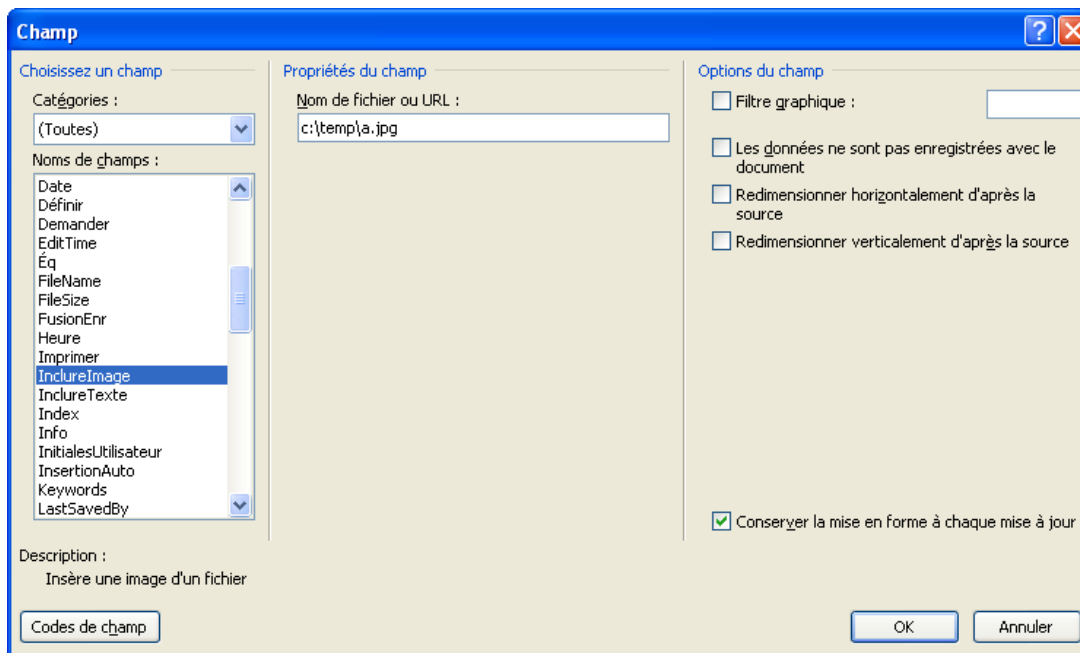 Champ
Choisissez un champ
Catégories :
(Toutes)
Noms de champs :
Date
Définir
Demander
EditTime
Éq
FileName
FileSize
FusionEnr
Heure
Imprimer
InclureImage
InclureTexte
Index
Info
InitialesUtilisateur
InsertionAuto
Keywords
LastSavedBy
Propriétés du champ
Nom de fichier ou URL :
c:\temp\a.jpg
Options du champ
Filtre graphique :
Les données ne sont pas enregistrées avec le
document
Redimensionner horizontalement d'après la
source
Redimensionner verticalement d'après la source
Conserver la mise en forme à chaque mise à jour
Description :
Insère une image d'un fichier
Codes de champ
OK
Annuler